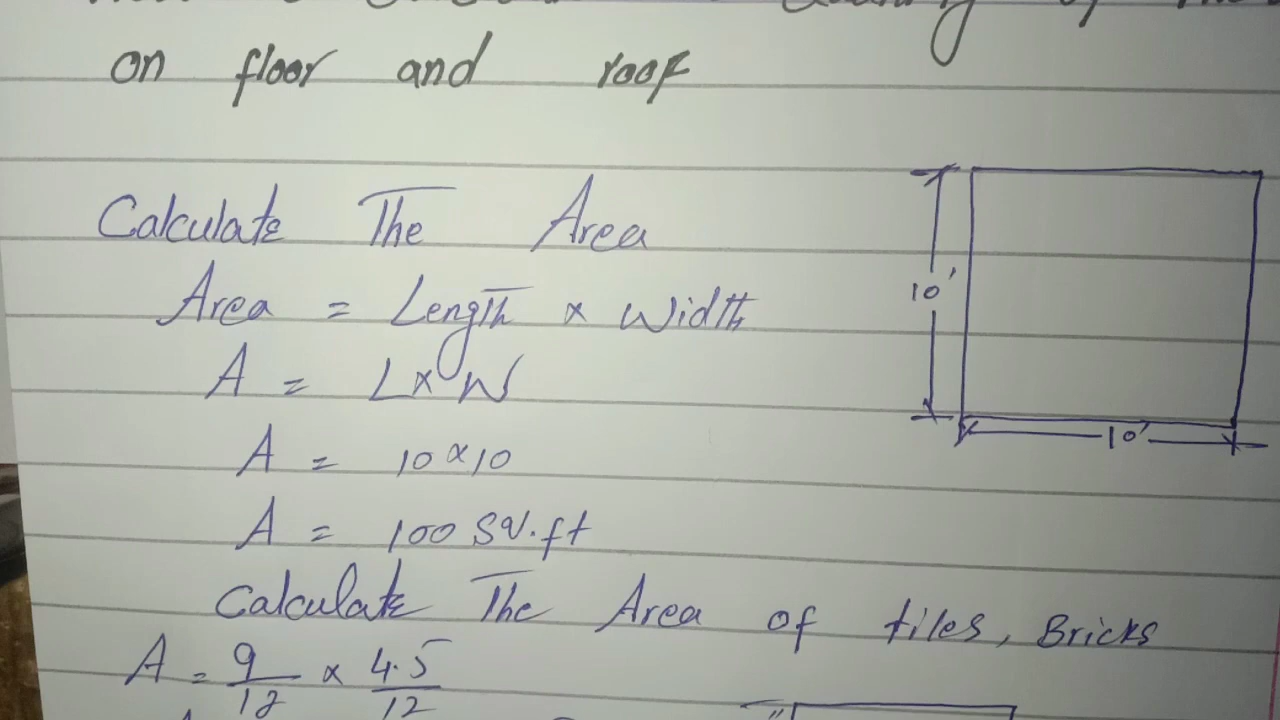 on floor and roof
Calculate The Area
Area = Length x Width
A = L x W
A = 10 x 10
A = 100 sq.ft
10'
10'
Calculate The Area of tiles, Bricks
A = 9/12 x 4.5/12